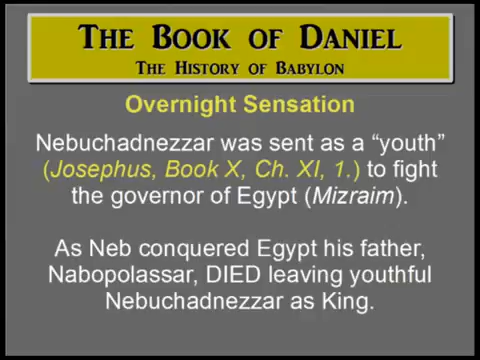 THE BOOK OF DANIEL
THE HISTORY OF BABYLON
Overnight Sensation
Nebuchadnezzar was sent as a “youth”
(Josephus, Book X, Ch. XI, 1.) to fight
the governor of Egypt (Mizraim).
As Neb conquered Egypt his father,
Nabopolassar, DIED leaving youthful
Nebuchadnezzar as King.